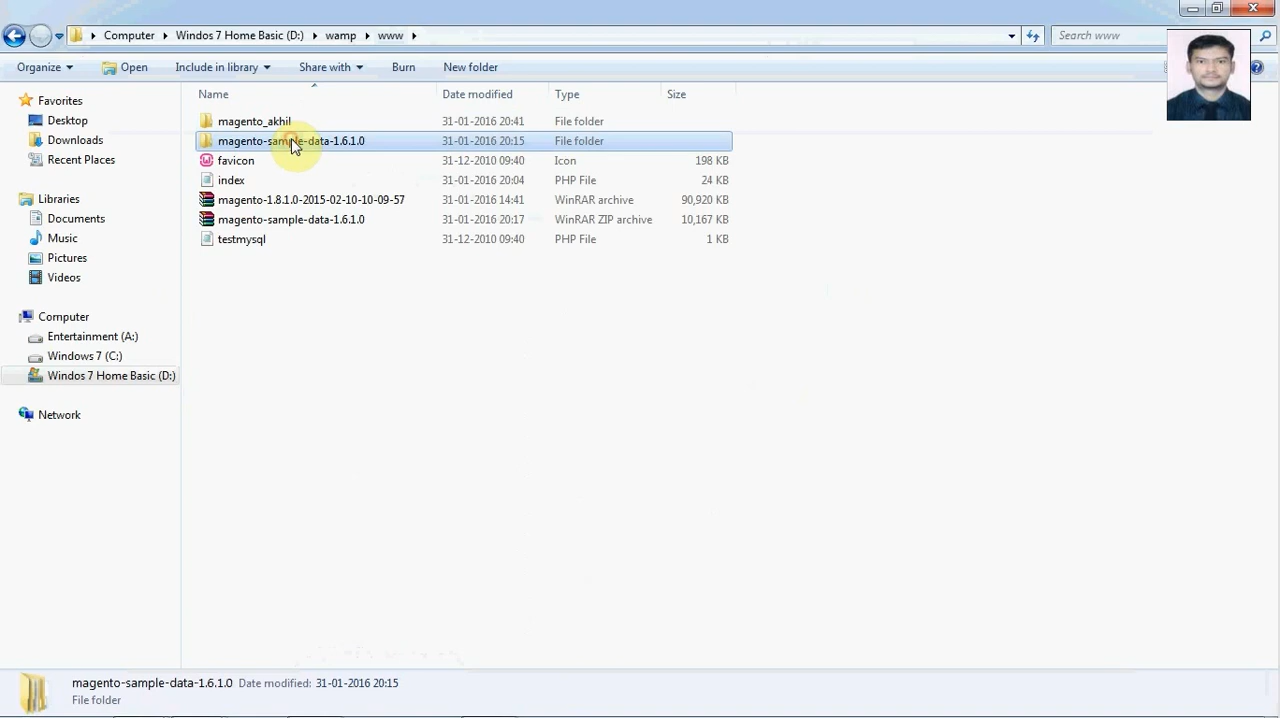 Computer Windos 7 Home Basic (D:) wamp www Search www
Organize Open Include in library Share with Burn New folder
Name Date modified Type Size
Favorites
Desktop
Downloads
Recent Places
Libraries
Documents
Music
Pictures
Videos
Computer
Entertainment (A:)
Windows 7 (C:)
Windos 7 Home Basic (D:)
Network
magento_akhil 31-01-2016 20:41 File folder
magento-sample-data-1.6.1.0 31-01-2016 20:15 File folder
favicon 31-12-2010 09:40 Icon 198 KB
index 31-01-2016 20:04 PHP File 24 KB
magento-1.8.1.0-2015-02-10-10-09-57 31-01-2016 14:41 WinRAR archive 90,920 KB
magento-sample-data-1.6.1.0 31-01-2016 20:17 WinRAR ZIP archive 10,167 KB
testmysql 31-12-2010 09:40 PHP File 1 KB
magento-sample-data-1.6.1.0 Date modified: 31-01-2016 20:15
File folder